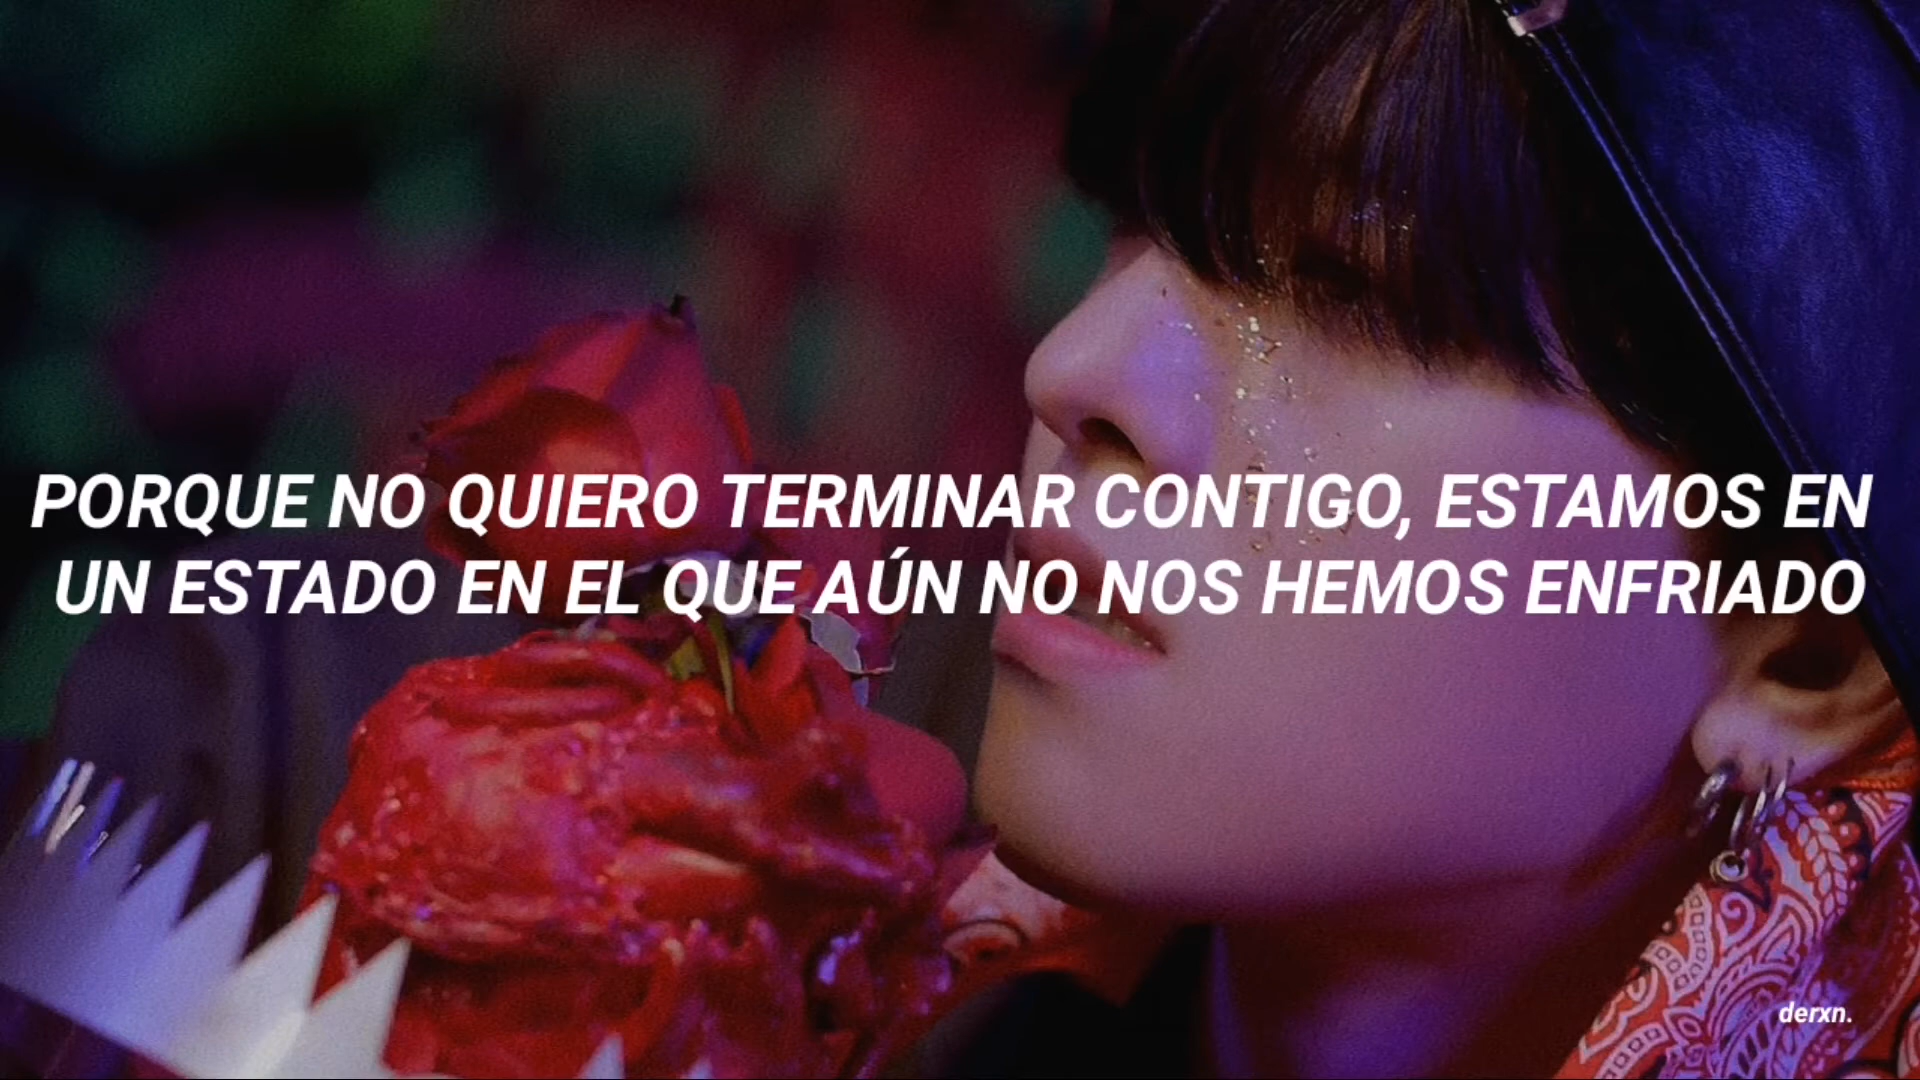 PORQUE NO QUIERO TERMINAR CONTIGO, ESTAMOS EN
UN ESTADO EN EL QUE AÚN NO NOS HEMOS ENFRIADO
derxn.